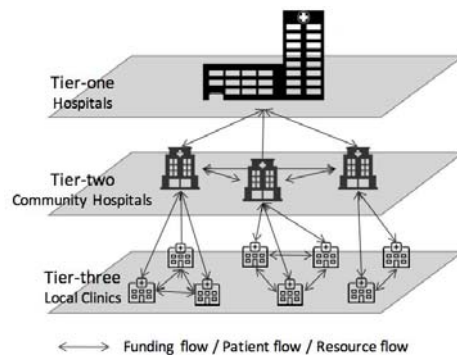 Tier-one
Hospitals
Tier-two
Community Hospitals
Tier-three
Local Clinics
Funding flow / Patient flow / Resource flow